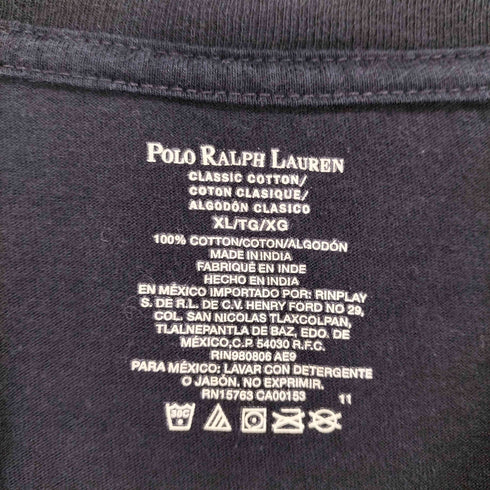 POLO RALPH LAUREN
CLASSIC COTTON/
COTON CLASIQUE/
ALGODÓN CLASICO
XL/TG/XG
100% COTTON/COTON/ALGODÓN
MADE IN INDIA
FABRIQUÉ EN INDE
HECHO EN INDIA
EN MÉXICO IMPORTADO POR: RINPLAY
S. DE R.L. DE C.V. HENRY FORD NO 29,
COL. SAN NICOLAS TLAXCOLPAN,
TLALNEPANTLA DE BAZ, EDO. DE
MÉXICO,C.P. 54030 R.F.C.
RIN980806 AE9
PARA MÉXICO: LAVAR CON DETERGENTE
O JABÓN. NO EXPRIMIR.
RN15763 CA00153 11
30C